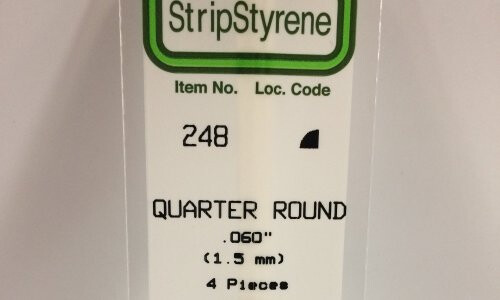 StripStyrene
Item No. Loc. Code
248
QUARTER ROUND
.060"
(1.5 mm)
4 Pieces